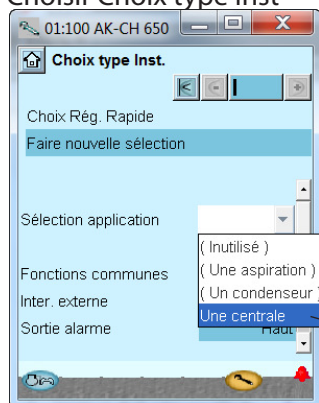 Choisir Choix type Inst
01:100 AK-CH 650
Choix type Inst.
Choix Rég. Rapide
Faire nouvelle sélection
Sélection application
( Inutilisé )
( Une aspiration )
Fonctions communes
( Un condenseur )
Inter. externe
Une centrale
Sortie alarme
Haut